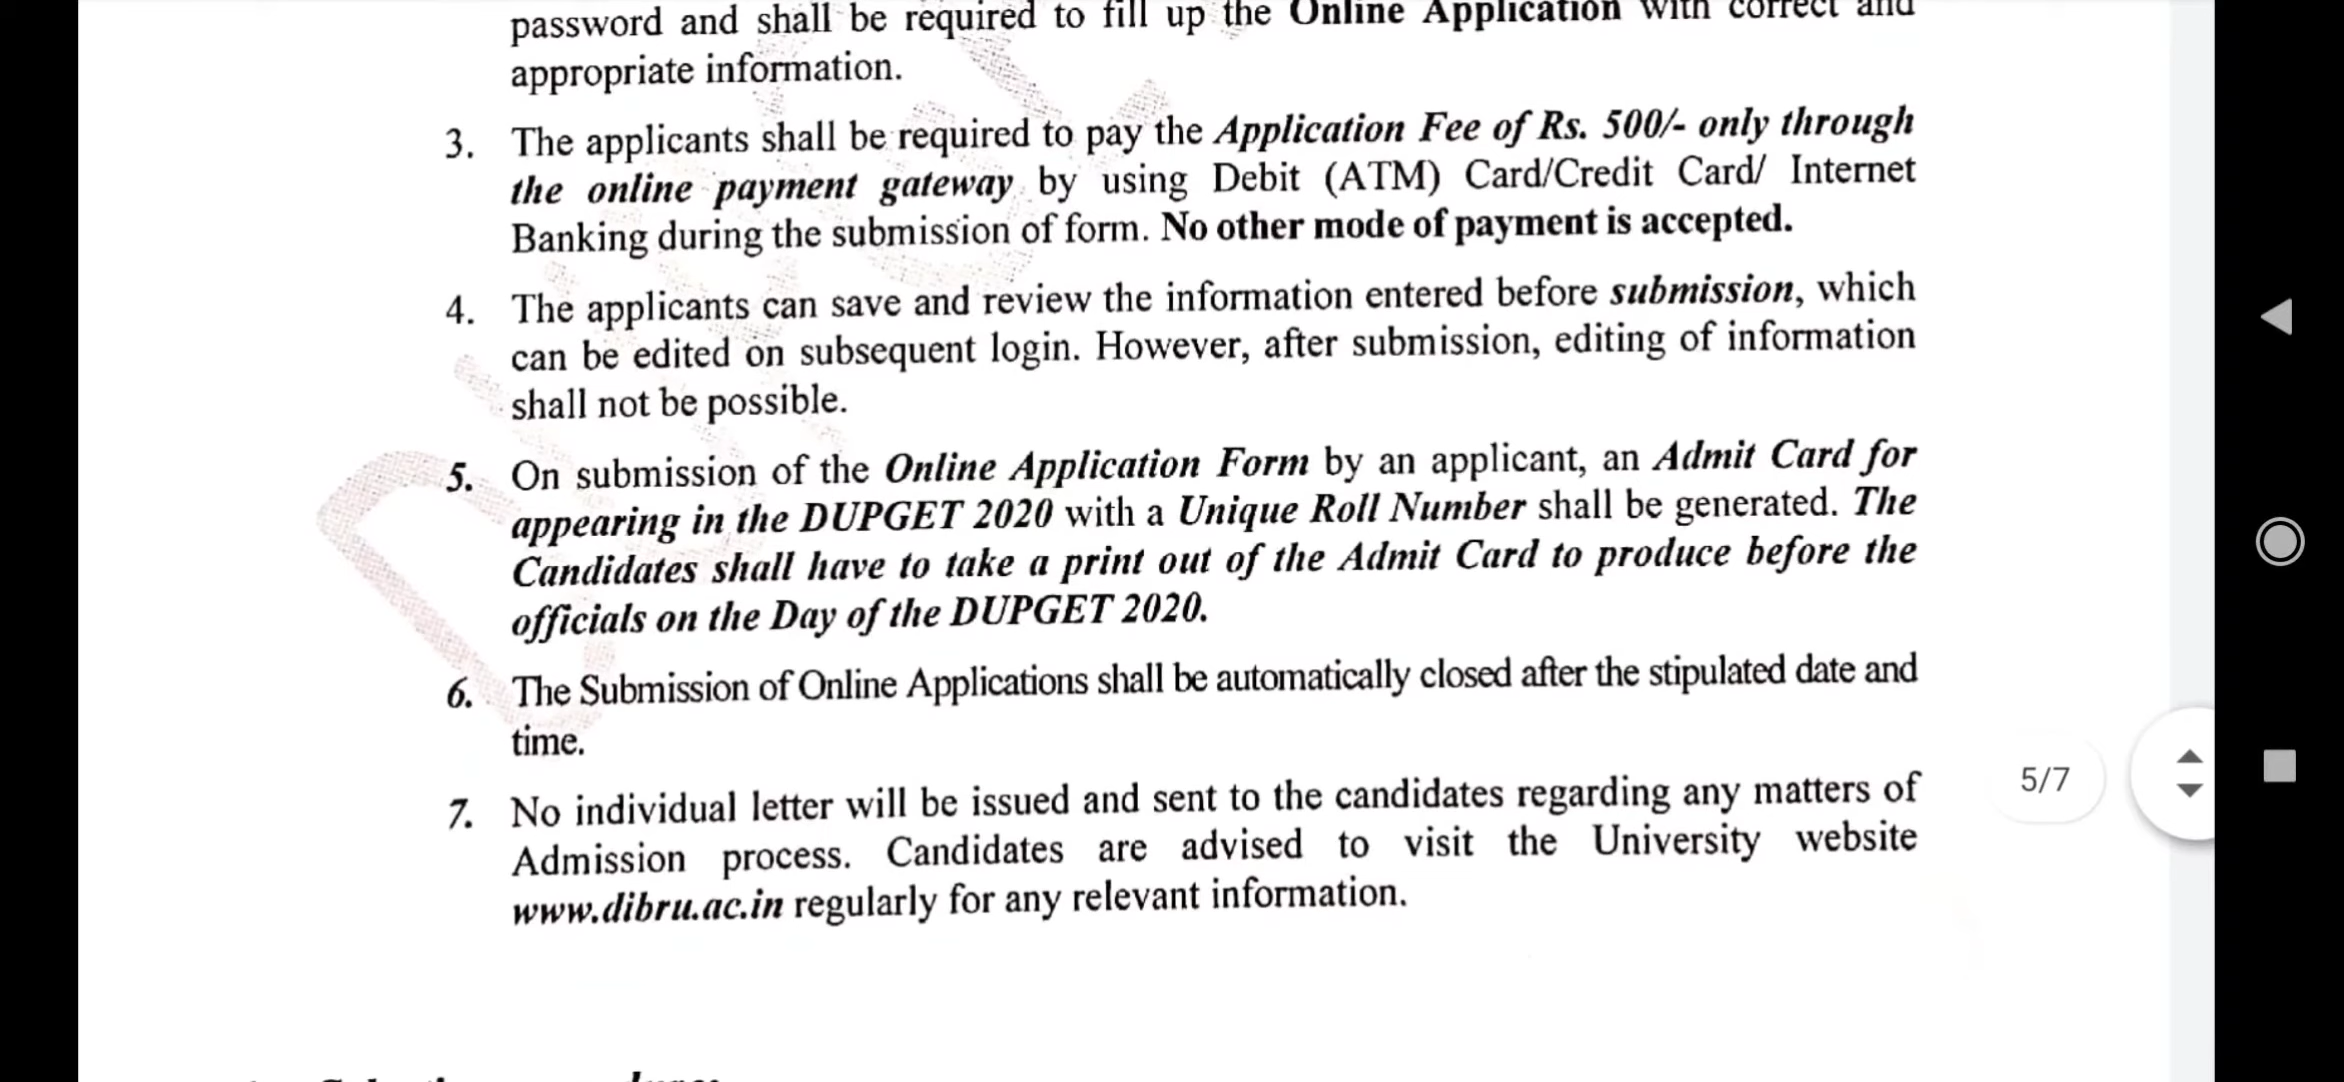 password and shall be required to fill up the Online Application with correct and
appropriate information.
3. The applicants shall be required to pay the Application Fee of Rs. 500/- only through
the online payment gateway by using Debit (ATM) Card/Credit Card/ Internet
Banking during the submission of form. No other mode of payment is accepted.
4. The applicants can save and review the information entered before submission, which
can be edited on subsequent login. However, after submission, editing of information
shall not be possible.
5. On submission of the Online Application Form by an applicant, an Admit Card for
appearing in the DUPGET 2020 with a Unique Roll Number shall be generated. The
Candidates shall have to take a print out of the Admit Card to produce before the
officials on the Day of the DUPGET 2020.
6. The Submission of Online Applications shall be automatically closed after the stipulated date and
time.
7. No individual letter will be issued and sent to the candidates regarding any matters of
Admission process. Candidates are advised to visit the University website
www.dibru.ac.in regularly for any relevant information.
5/7